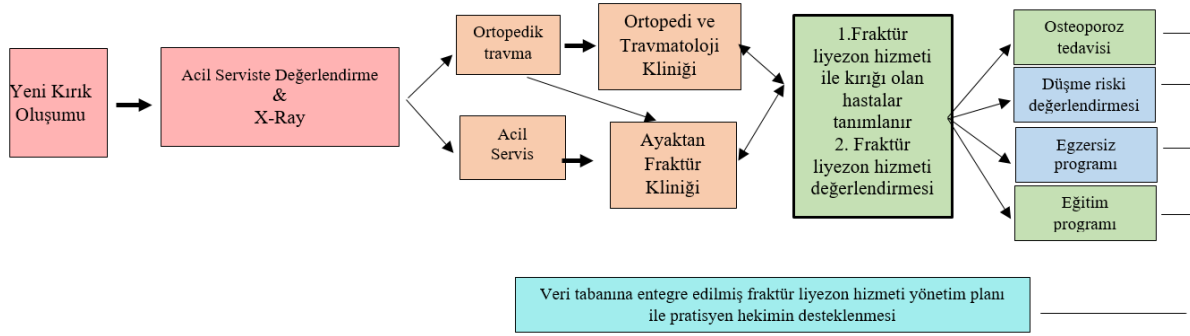 Yeni Kırık
Oluşumu
Acil Serviste Değerlendirme
&
X-Ray
Ortopedik
travma
Acil
Servis
Ortopedi ve
Travmatoloji
Kliniği
Ayaktan
Fraktür
Kliniği
1.Fraktür
liyezon hizmeti
ile kırığı olan
hastalar
tanımlanır
2. Fraktür
liyezon hizmeti
değerlendirmesi
Osteoporoz
tedavisi
Düşme riski
değerlendirmesi
Egzersiz
programı
Eğitim
programı
Veri tabanına entegre edilmiş fraktür liyezon hizmeti yönetim planı
ile pratisyen hekimin desteklenmesi